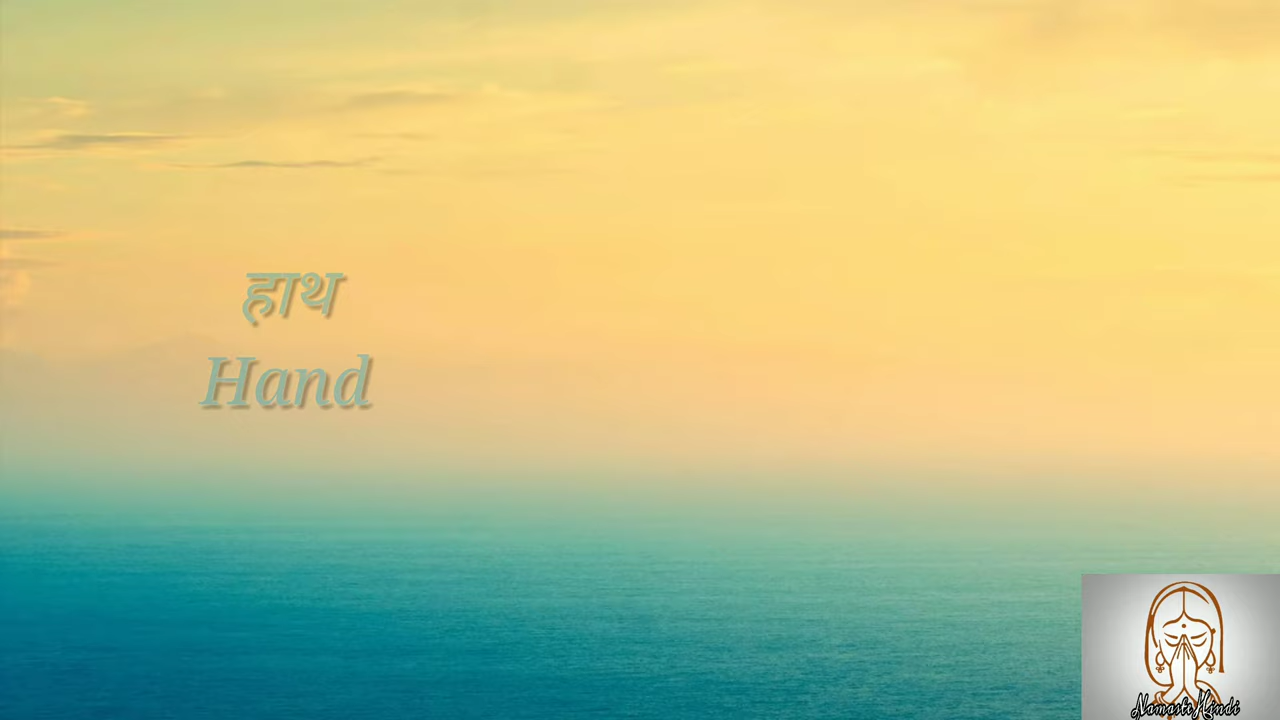 हाथ
Hand
Namaste Hindi